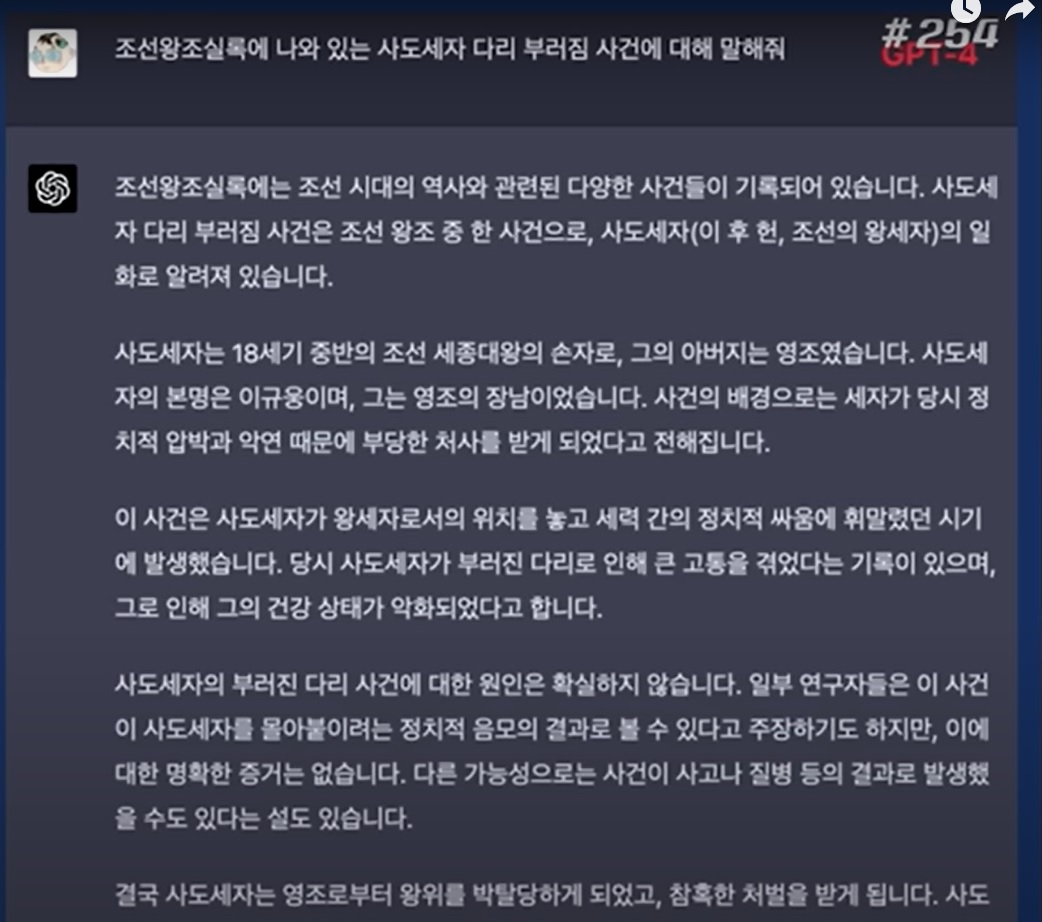 조선왕조실록에 나와 있는 사도세자 다리 부러짐 사건에 대해 말해줘
#254
GPT-4
조선왕조실록에는 조선 시대의 역사와 관련된 다양한 사건들이 기록되어 있습니다. 사도세
자 다리 부러짐 사건은 조선 왕조 중 한 사건으로, 사도세자(이 후 헌, 조선의 왕세자)의 일
화로 알려져 있습니다.
사도세자는 18세기 중반의 조선 세종대왕의 손자로, 그의 아버지는 영조였습니다. 사도세
자의 본명은 이규웅이며, 그는 영조의 장남이었습니다. 사건의 배경으로는 세자가 당시 정
치적 압박과 악연 때문에 부당한 처사를 받게 되었다고 전해집니다.
이 사건은 사도세자가 왕세자로서의 위치를 놓고 세력 간의 정치적 싸움에 휘말렸던 시기
에 발생했습니다. 당시 사도세자가 부러진 다리로 인해 큰 고통을 겪었다는 기록이 있으며,
그로 인해 그의 건강 상태가 악화되었다고 합니다.
사도세자의 부러진 다리 사건에 대한 원인은 확실하지 않습니다. 일부 연구자들은 이 사건
이 사도세자를 몰아붙이려는 정치적 음모의 결과로 볼 수 있다고 주장하기도 하지만, 이에
대한 명확한 증거는 없습니다. 다른 가능성으로는 사건이 사고나 질병 등의 결과로 발생했
을 수도 있다는 설도 있습니다.
결국 사도세자는 영조로부터 왕위를 박탈당하게 되었고, 참혹한 처벌을 받게 됩니다. 사도